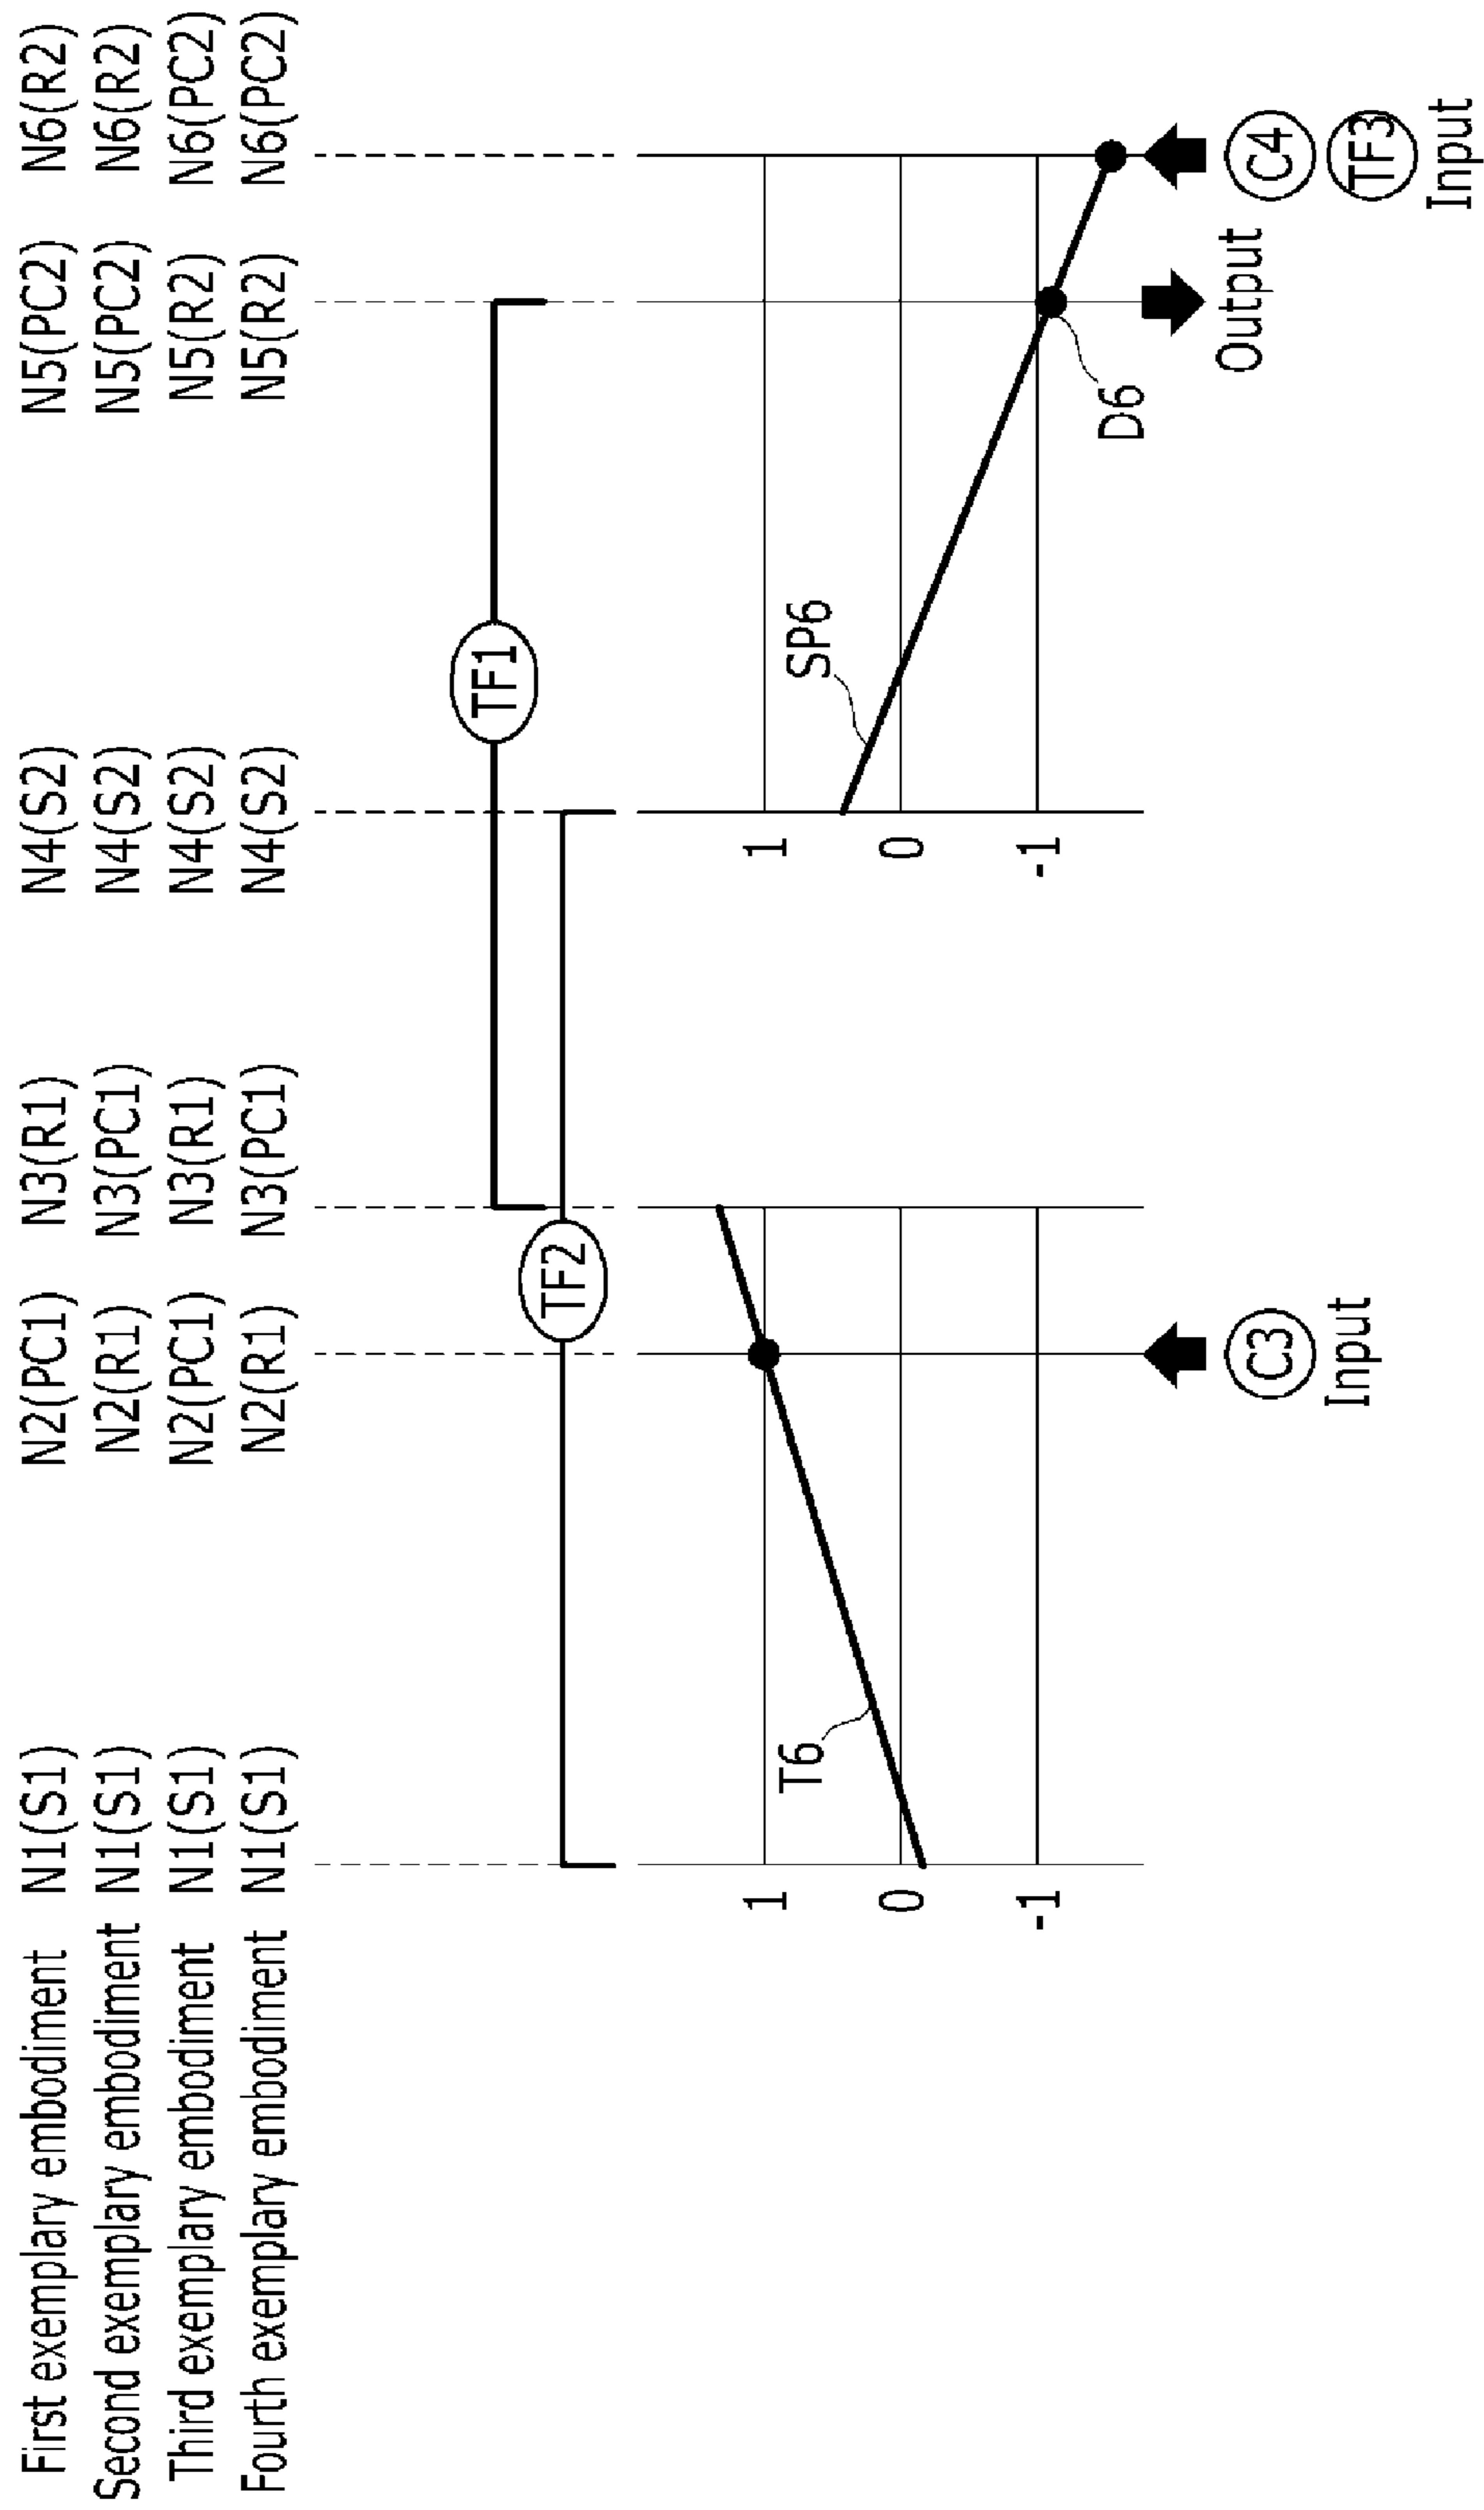 First exemplary embodiment N1(S1) N2(PC1) N3(R1) N4(S2) N5(PC2) N6(R2)
Second exemplary embodiment N1(S1) N2(R1) N3(PC1) N4(S2) N5(PC2) N6(R2)
Third exemplary embodiment N1(S1) N2(PC1) N3(R1) N4(S2) N5(R2) N6(PC2)
Fourth exemplary embodiment N1(S1) N2(R1) N3(PC1) N4(S2) N5(R2) N6(PC2)
TF1
TF2
1
1
T6
SP6
0
0
-1
-1
D6
C3
Input
Output
C4
TF3
Input